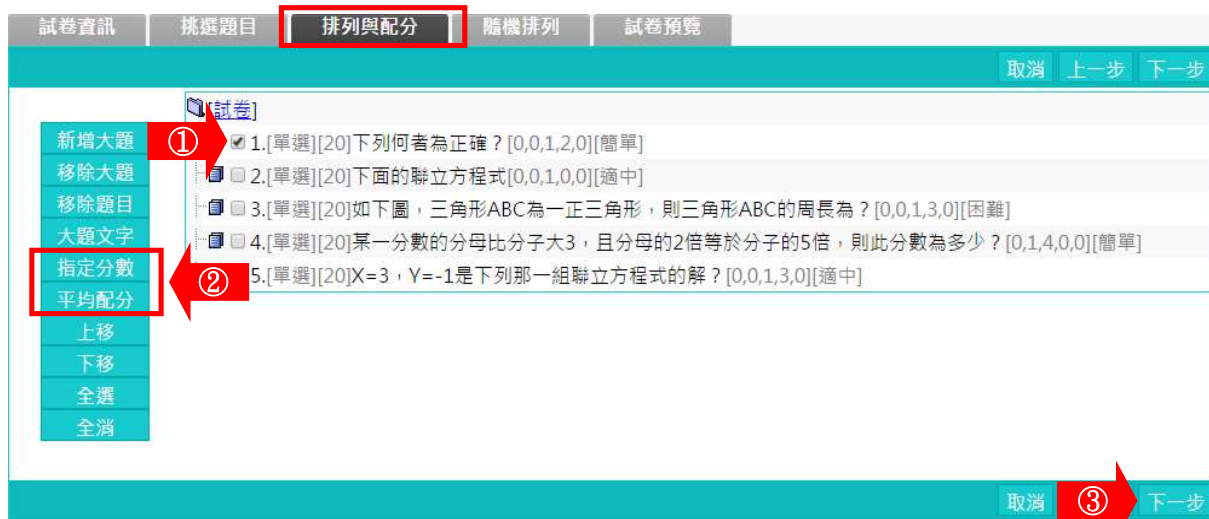 試卷資訊 挑選題目 排列與配分 隨機排列 試卷預覽
取消 上一步 下一步
[試卷]
新增大題
移除大題
移除題目
大題文字
指定分數
平均配分
上移
下移
全選
全消
① 1.[單選][20]下列何者為正確？[0,0,1,2,0][簡單]
2.[單選][20]下面的聯立方程式[0,0,1,0,0][適中]
3.[單選][20]如下圖，三角形ABC為一正三角形，則三角形ABC的周長為？[0,0,1,3,0][困難]
4.[單選][20]某一分數的分母比分子大3，且分母的2倍等於分子的5倍，則此分數為多少？[0,1,4,0,0][簡單]
② 5.[單選][20]X=3，Y=-1是下列那一組聯立方程式的解？[0,0,1,3,0][適中]
取消 ③ 下一步